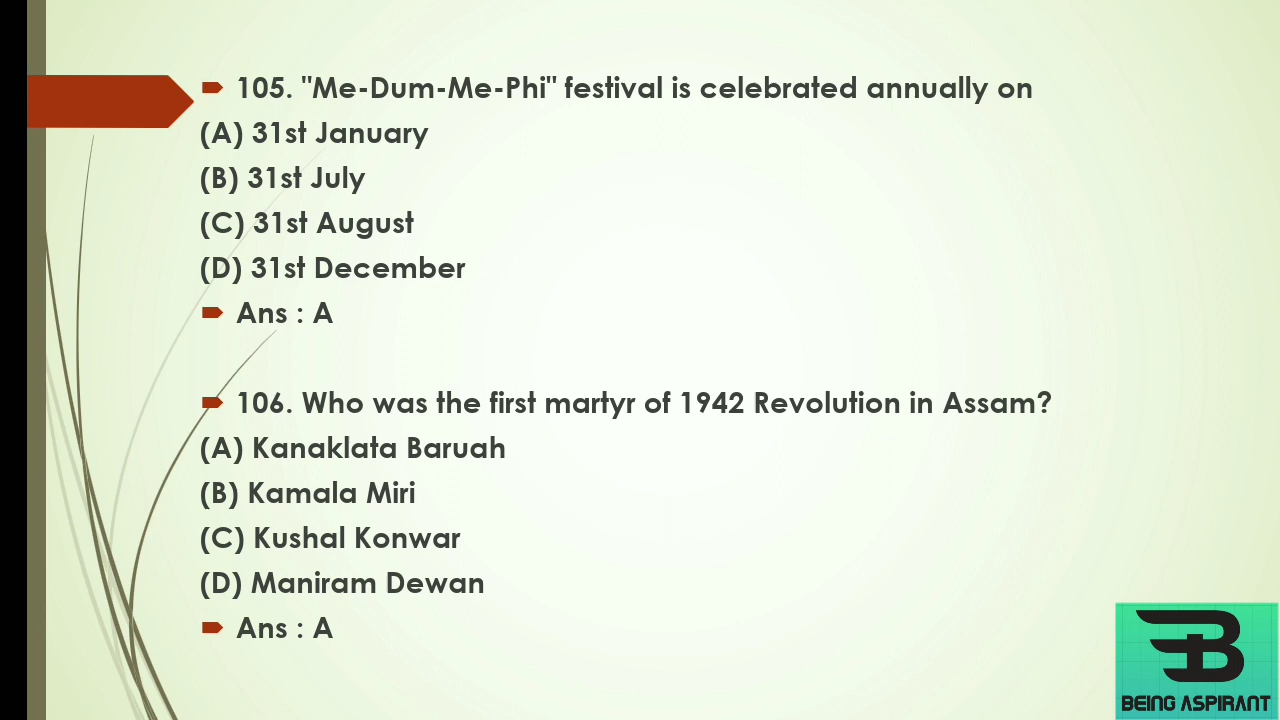 105. "Me-Dum-Me-Phi" festival is celebrated annually on
(A) 31st January
(B) 31st July
(C) 31st August
(D) 31st December
Ans : A
106. Who was the first martyr of 1942 Revolution in Assam?
(A) Kanaklata Baruah
(B) Kamala Miri
(C) Kushal Konwar
(D) Maniram Dewan
Ans : A
BEING ASPIRANT